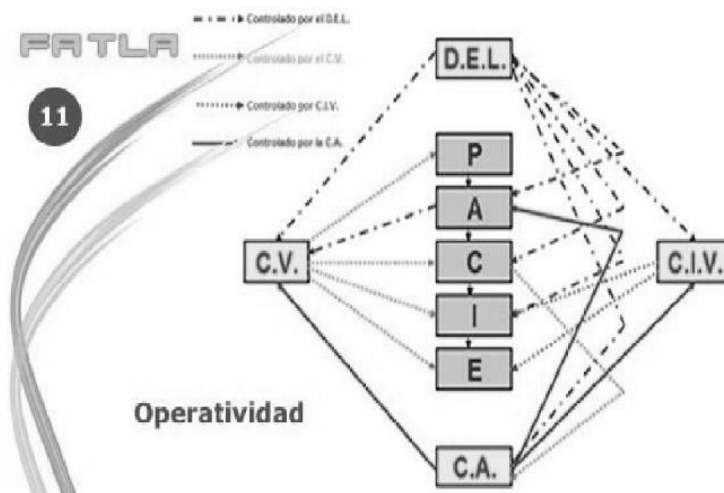 Controlado por el D.E.L.
FATLA
Controlado por el C.V.
11
Controlado por C.I.V.
Controlado por la C.A.
D.E.L.
P
A
C
C.V.
C.I.V.
I
E
Operatividad
C.A.